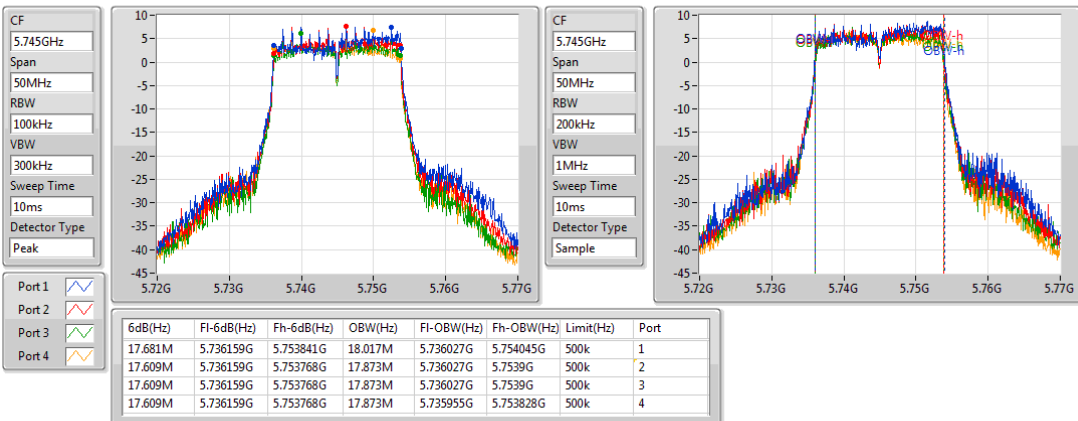 CF
5.745GHz
Span
50MHz
RBW
100kHz
VBW
300kHz
Sweep Time
10ms
Detector Type
Peak
10
5
0
-5
-10
-15
-20
-25
-30
-35
-40
-45
5.72G 5.73G 5.74G 5.75G 5.76G 5.77G
CF
5.745GHz
Span
50MHz
RBW
200kHz
VBW
1MHz
Sweep Time
10ms
Detector Type
Sample
10
5
0
-5
-10
-15
-20
-25
-30
-35
-40
-45
OBW-h
5.72G 5.73G 5.74G 5.75G 5.76G 5.77G
Port 1
Port 2
Port 3
Port 4
6dB(Hz) Fl-6dB(Hz) Fh-6dB(Hz) OBW(Hz) Fl-OBW(Hz) Fh-OBW(Hz) Limit(Hz) Port
17.681M 5.736159G 5.753841G 18.017M 5.736027G 5.754045G 500k 1
17.609M 5.736159G 5.753768G 17.873M 5.736027G 5.7539G 500k 2
17.609M 5.736159G 5.753768G 17.873M 5.736027G 5.7539G 500k 3
17.609M 5.736159G 5.753768G 17.873M 5.735955G 5.753828G 500k 4